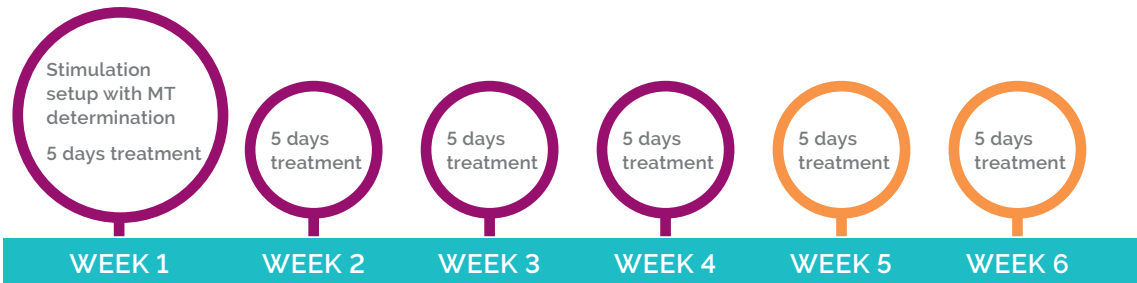 Stimulation
setup with MT
determination
5 days treatment
5 days
treatment
5 days
treatment
5 days
treatment
5 days
treatment
5 days
treatment
WEEK 1
WEEK 2
WEEK 3
WEEK 4
WEEK 5
WEEK 6